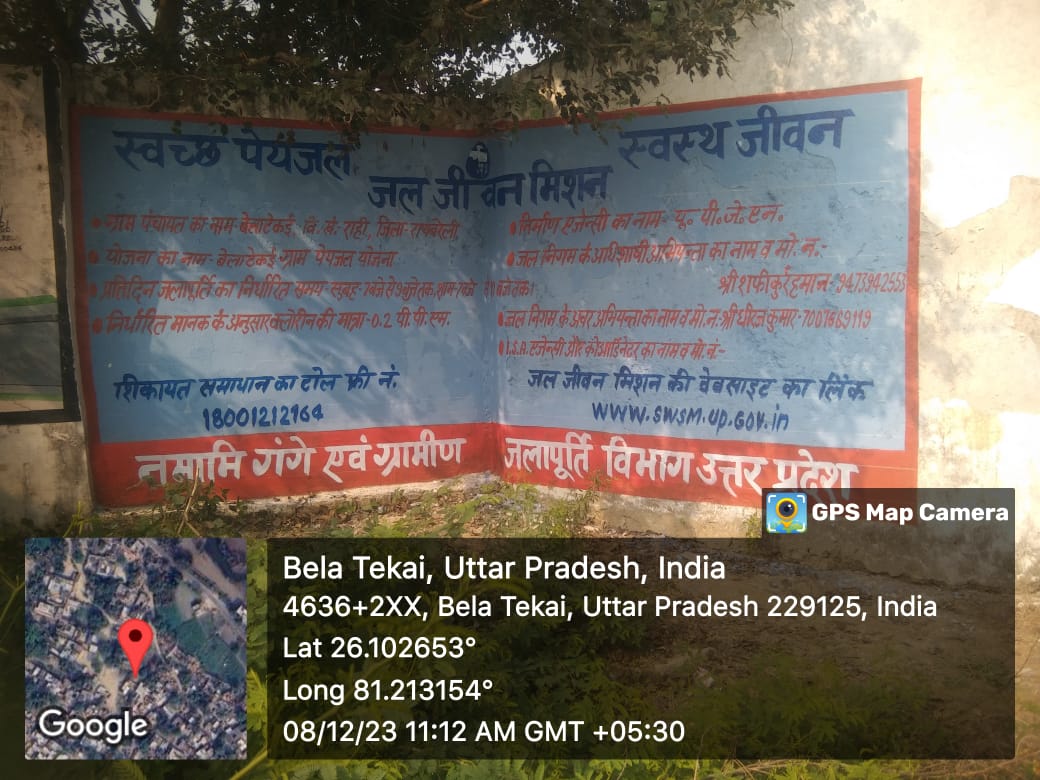 स्वच्छ पेयजल
स्वस्थ जीवन
जल जीवन मिशन
• ग्राम पंचायत का नाम- बेलाटेकई, वि. खं. राही, जिला- रायबरेली
• योजना का नाम- बेलाटेकई ग्राम पेयजल योजना
• प्रतिदिन जलापूर्ति का निर्धारित समय- सुबह-
• निर्धारित मानक के अनुसार क्लोरीन की मात्रा- 0.2 पी. पी. एम.
शिकायत समाधान का टोल फ्री नं.
18001212164
• निर्माण एजेन्सी का नाम- यू. पी. जे. एन.
• जल निगम के अधिशाषी अभियन्ता का नाम व मो. न.-
श्री शफीकुर्रहमान-
• जल निगम के अवर अभियन्ता का नाम व मो. न. श्री धीरज कुमार-
• I.S.A. एजेन्सी और कोआर्डिनेटर का नाम व मो. नं.-
जल जीवन मिशन की वेबसाइट का लिंक
www.swsm.up.gov.in
नमामि गंगे एवं ग्रामीण जलापूर्ति विभाग उत्तर प्रदेश
GPS Map Camera
Bela Tekai, Uttar Pradesh, India
4636+2XX, Bela Tekai, Uttar Pradesh 229125, India
Lat 26.102653°
Long 81.213154°
08/12/23 11:12 AM GMT +05:30
Google